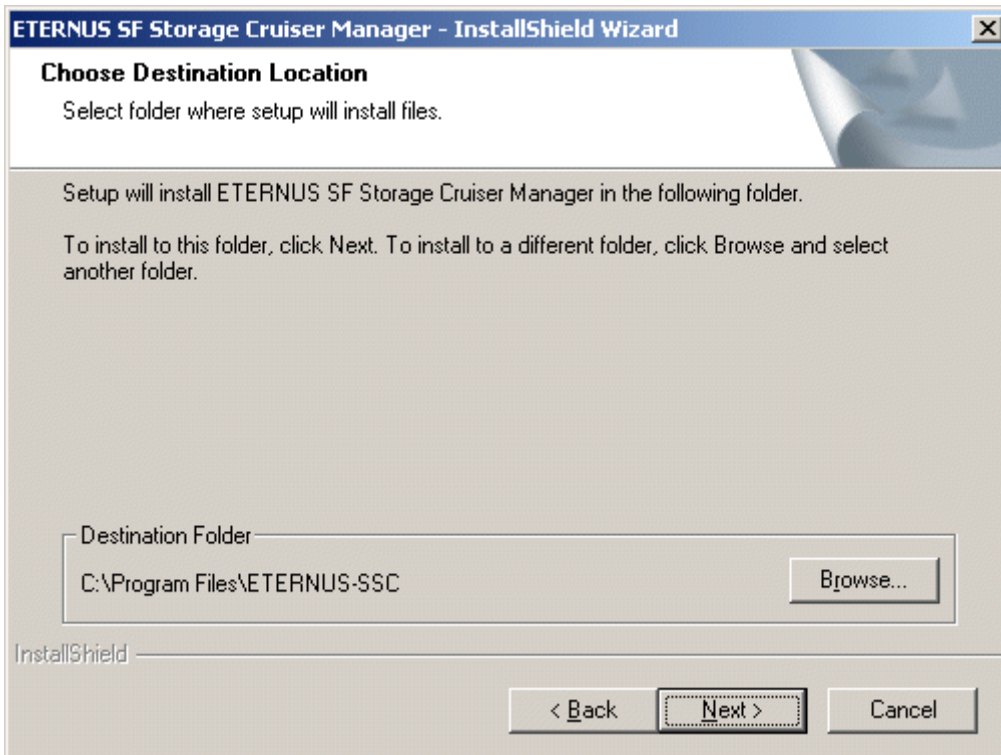 ETERNUS SF Storage Cruiser Manager - InstallShield Wizard
Choose Destination Location
Select folder where setup will install files.
Setup will install ETERNUS SF Storage Cruiser Manager in the following folder.
To install to this folder, click Next. To install to a different folder, click Browse and select
another folder.
Destination Folder
C:\Program Files\ETERNUS-SSC
Browse...
InstallShield
< Back
Next >
Cancel